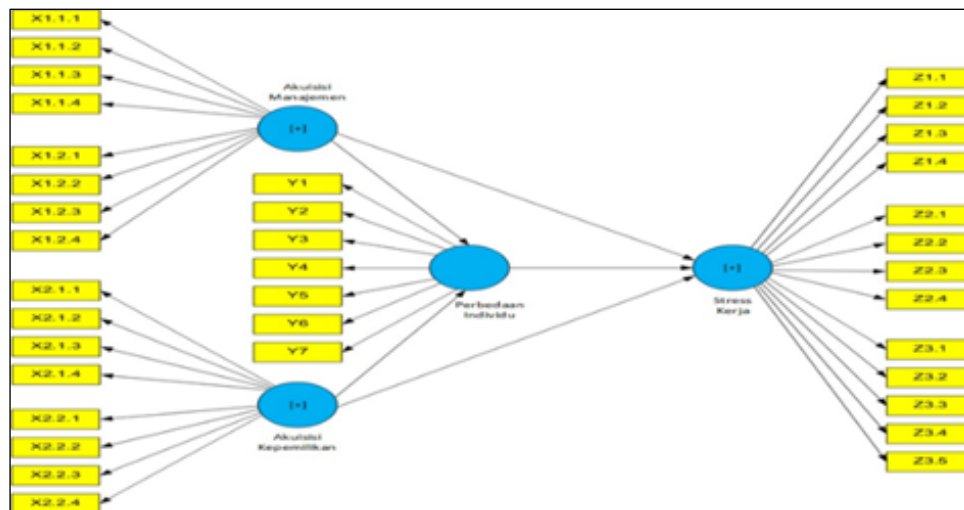 X1.1.1
X1.1.2
X1.1.3
X1.1.4
X1.2.1
X1.2.2
X1.2.3
X1.2.4
X2.1.1
X2.1.2
X2.1.3
X2.1.4
X2.2.1
X2.2.2
X2.2.3
X2.2.4
Akuisisi
Manajemen
[+]
Y1
Y2
Y3
Y4
Y5
Y6
Y7
Perbedaan
Individu
[+]
Akuisisi
Kepemilikan
[+]
Stress
Kerja
Z1.1
Z1.2
Z1.3
Z1.4
Z2.1
Z2.2
Z2.3
Z2.4
Z3.1
Z3.2
Z3.3
Z3.4
Z3.5